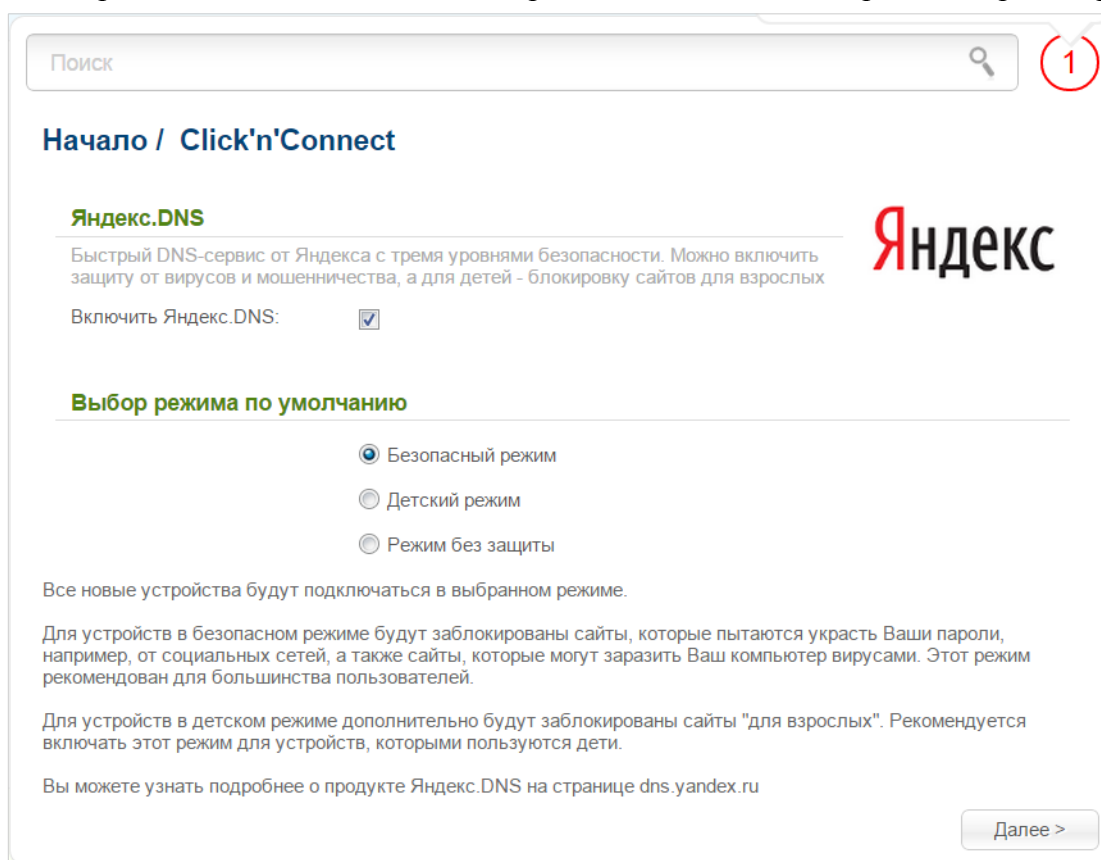 Поиск
1
Начало / Click'n'Connect
Яндекс.DNS
Яндекс
Быстрый DNS-сервис от Яндекса с тремя уровнями безопасности. Можно включить
защиту от вирусов и мошенничества, а для детей - блокировку сайтов для взрослых
Включить Яндекс.DNS:
Выбор режима по умолчанию
Безопасный режим
Детский режим
Режим без защиты
Все новые устройства будут подключаться в выбранном режиме.
Для устройств в безопасном режиме будут заблокированы сайты, которые пытаются украсть Ваши пароли,
например, от социальных сетей, а также сайты, которые могут заразить Ваш компьютер вирусами. Этот режим
рекомендован для большинства пользователей.
Для устройств в детском режиме дополнительно будут заблокированы сайты "для взрослых". Рекомендуется
включать этот режим для устройств, которыми пользуются дети.
Вы можете узнать подробнее о продукте Яндекс.DNS на странице dns.yandex.ru
Далее >